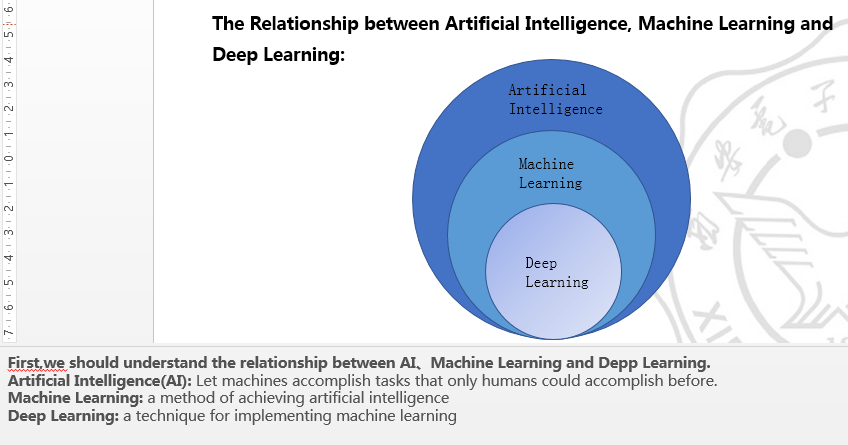 The Relationship between Artificial Intelligence, Machine Learning and
Deep Learning:
Artificial
Intelligence
Machine
Learning
Deep
Learning
First,we should understand the relationship between AI、Machine Learning and Depp Learning.
Artificial Intelligence(AI): Let machines accomplish tasks that only humans could accomplish before.
Machine Learning: a method of achieving artificial intelligence
Deep Learning: a technique for implementing machine learning